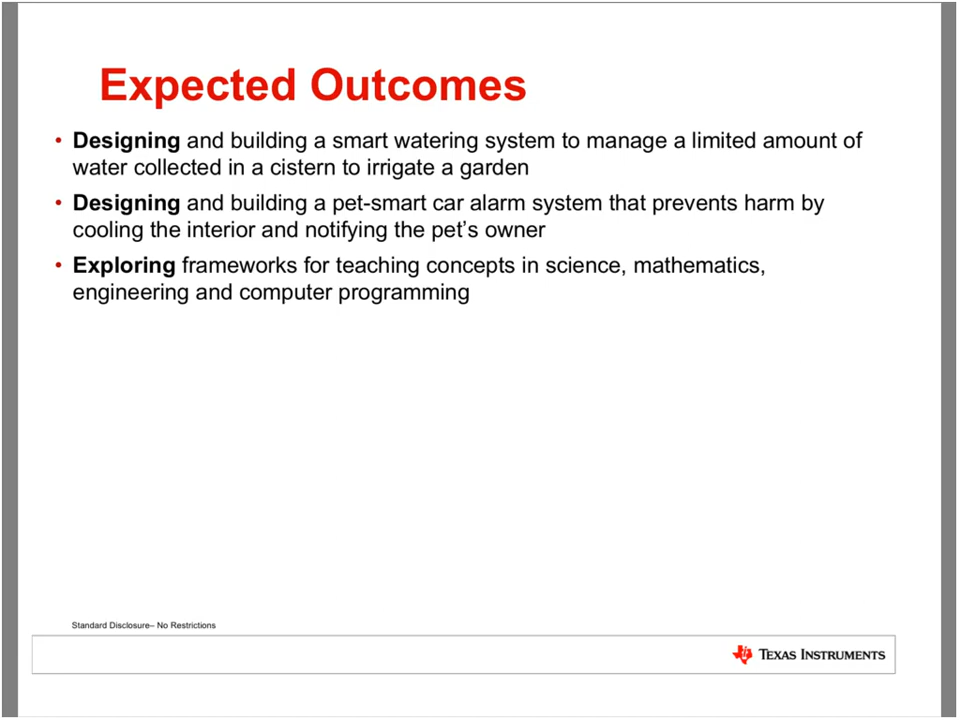 Expected Outcomes
• Designing and building a smart watering system to manage a limited amount of
water collected in a cistern to irrigate a garden
• Designing and building a pet-smart car alarm system that prevents harm by
cooling the interior and notifying the pet's owner
• Exploring frameworks for teaching concepts in science, mathematics,
engineering and computer programming
Standard Disclosure– No Restrictions
TEXAS INSTRUMENTS